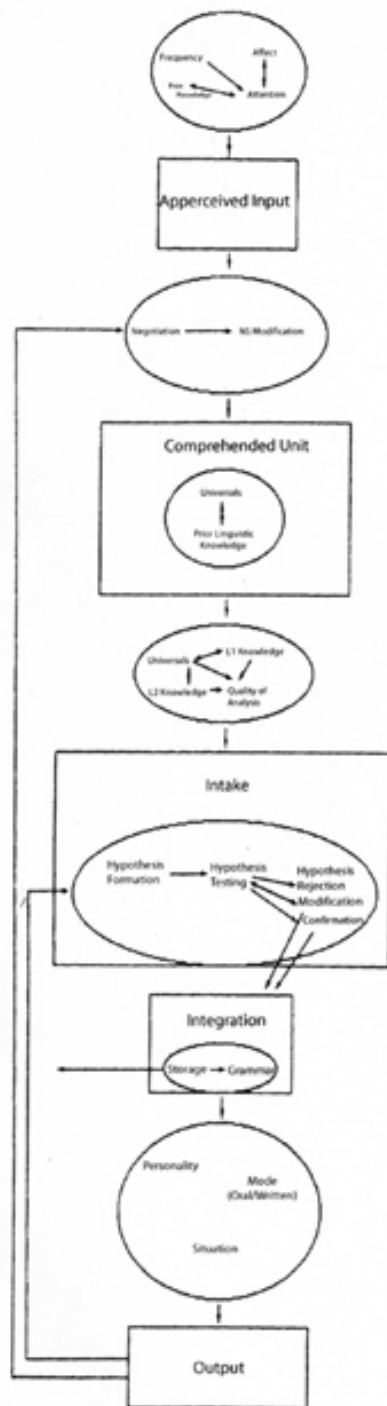 Frequency
Affect
Prior
Knowledge
Attention
Apperceived Input
Negotiation
NS Modification
Comprehended Unit
Universals
Prior Linguistic
Knowledge
L1 Knowledge
Universals
L2 Knowledge
Quality of
Analysis
Intake
Hypothesis
Formation
Hypothesis
Testing
Hypothesis
Rejection
Modification
Confirmation
Integration
Storage
Grammar
Personality
Mode
(Oral/Written)
Situation
Output